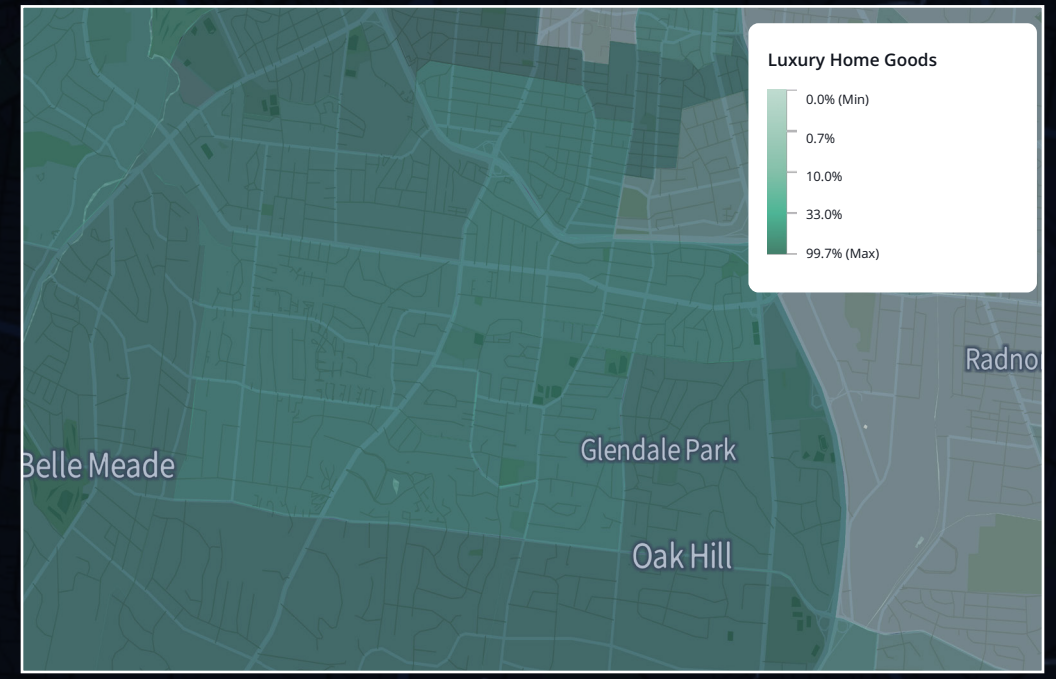 Luxury Home Goods
0.0% (Min)
0.7%
10.0%
33.0%
99.7% (Max)
Radno
Glendale Park
Belle Meade
Oak Hill